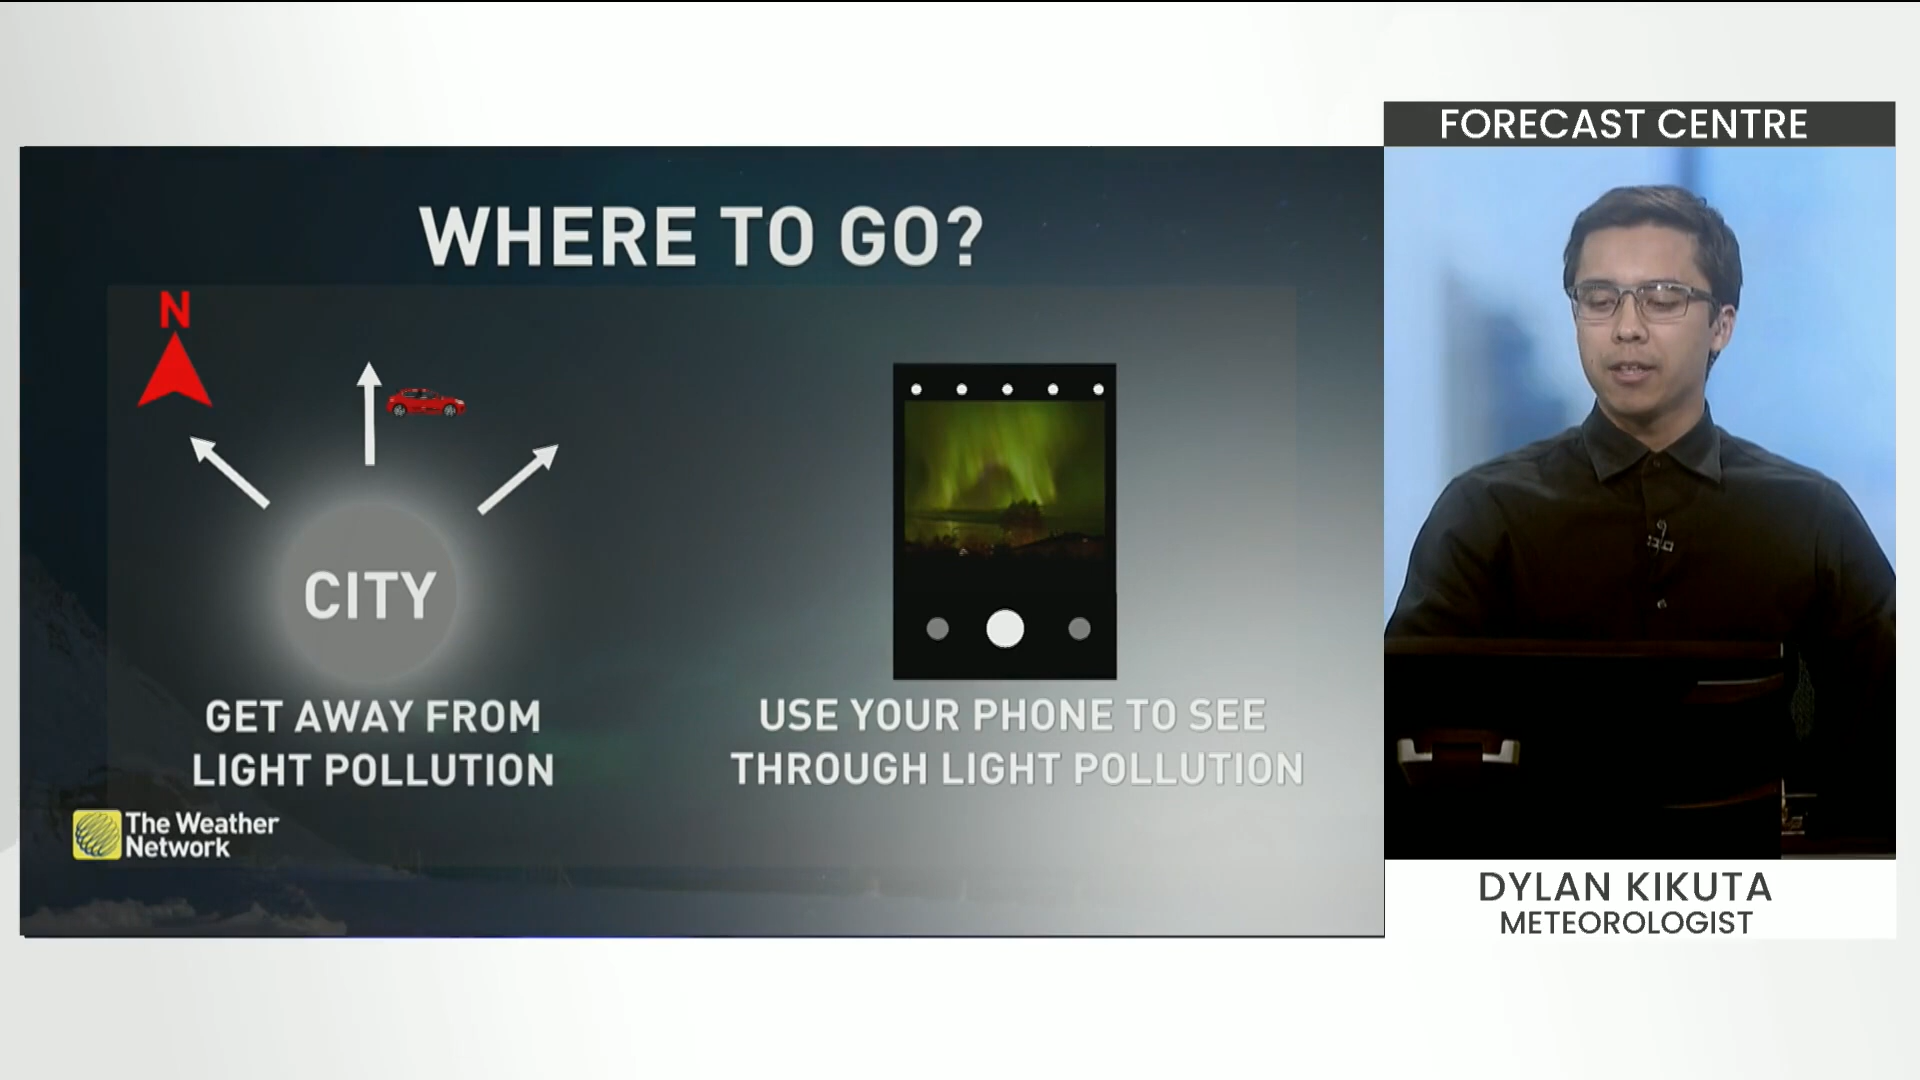 FORECAST CENTRE
WHERE TO GO?
N
CITY
GET AWAY FROM
LIGHT POLLUTION
USE YOUR PHONE TO SEE
THROUGH LIGHT POLLUTION
The Weather
Network
DYLAN KIKUTA
METEOROLOGIST